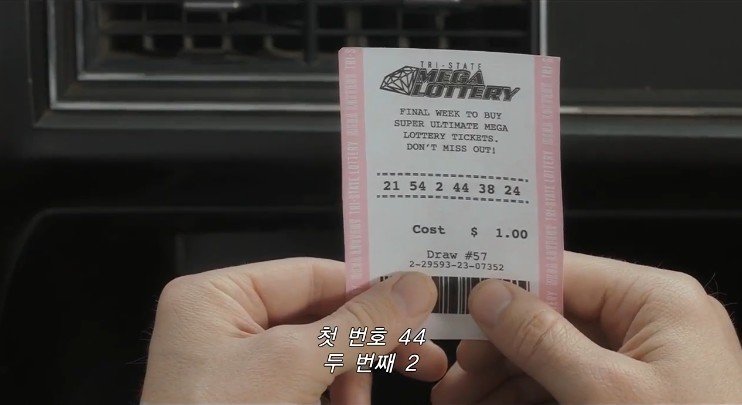 TRI-STATE
MEGA
LOTTERY
FINAL WEEK TO BUY
SUPER ULTIMATE MEGA
LOTTERY TICKETS.
DON'T MISS OUT!
21 54 2 44 38 24
Cost $ 1.00
Draw #57
2-29593-23-07352
첫 번호 44
두 번째 2